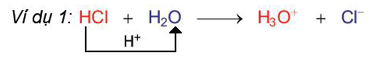 Ví dụ 1: HCl + H₂O ⟶ H₃O⁺ + Cl⁻
H⁺